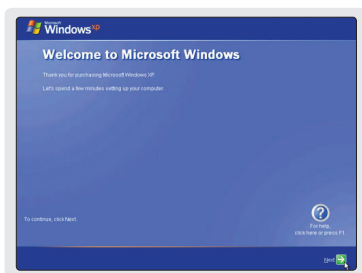 Microsoft
Windows xp
Welcome to Microsoft Windows
Thank you for purchasing Microsoft Windows XP.
Let's spend a few minutes setting up your computer.
To continue, click Next.
For help,
click here or press F1.
Next